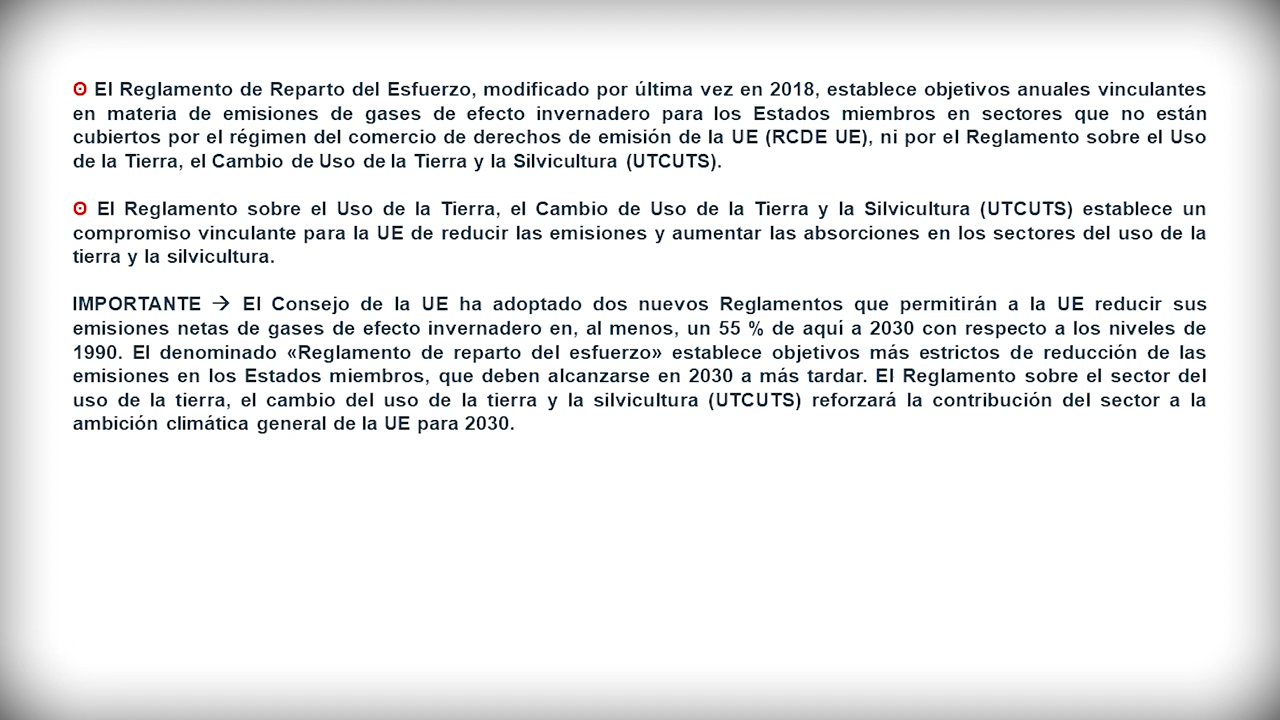 ʘ El Reglamento de Reparto del Esfuerzo, modificado por última vez en 2018, establece objetivos anuales vinculantes
en materia de emisiones de gases de efecto invernadero para los Estados miembros en sectores que no están
cubiertos por el régimen del comercio de derechos de emisión de la UE (RCDE UE), ni por el Reglamento sobre el Uso
de la Tierra, el Cambio de Uso de la Tierra y la Silvicultura (UTCUTS).
ʘ El Reglamento sobre el Uso de la Tierra, el Cambio de Uso de la Tierra y la Silvicultura (UTCUTS) establece un
compromiso vinculante para la UE de reducir las emisiones y aumentar las absorciones en los sectores del uso de la
tierra y la silvicultura.
IMPORTANTE → El Consejo de la UE ha adoptado dos nuevos Reglamentos que permitirán a la UE reducir sus
emisiones netas de gases de efecto invernadero en, al menos, un 55 % de aquí a 2030 con respecto a los niveles de
1990. El denominado «Reglamento de reparto del esfuerzo» establece objetivos más estrictos de reducción de las
emisiones en los Estados miembros, que deben alcanzarse en 2030 a más tardar. El Reglamento sobre el sector del
uso de la tierra, el cambio del uso de la tierra y la silvicultura (UTCUTS) reforzará la contribución del sector a la
ambición climática general de la UE para 2030.